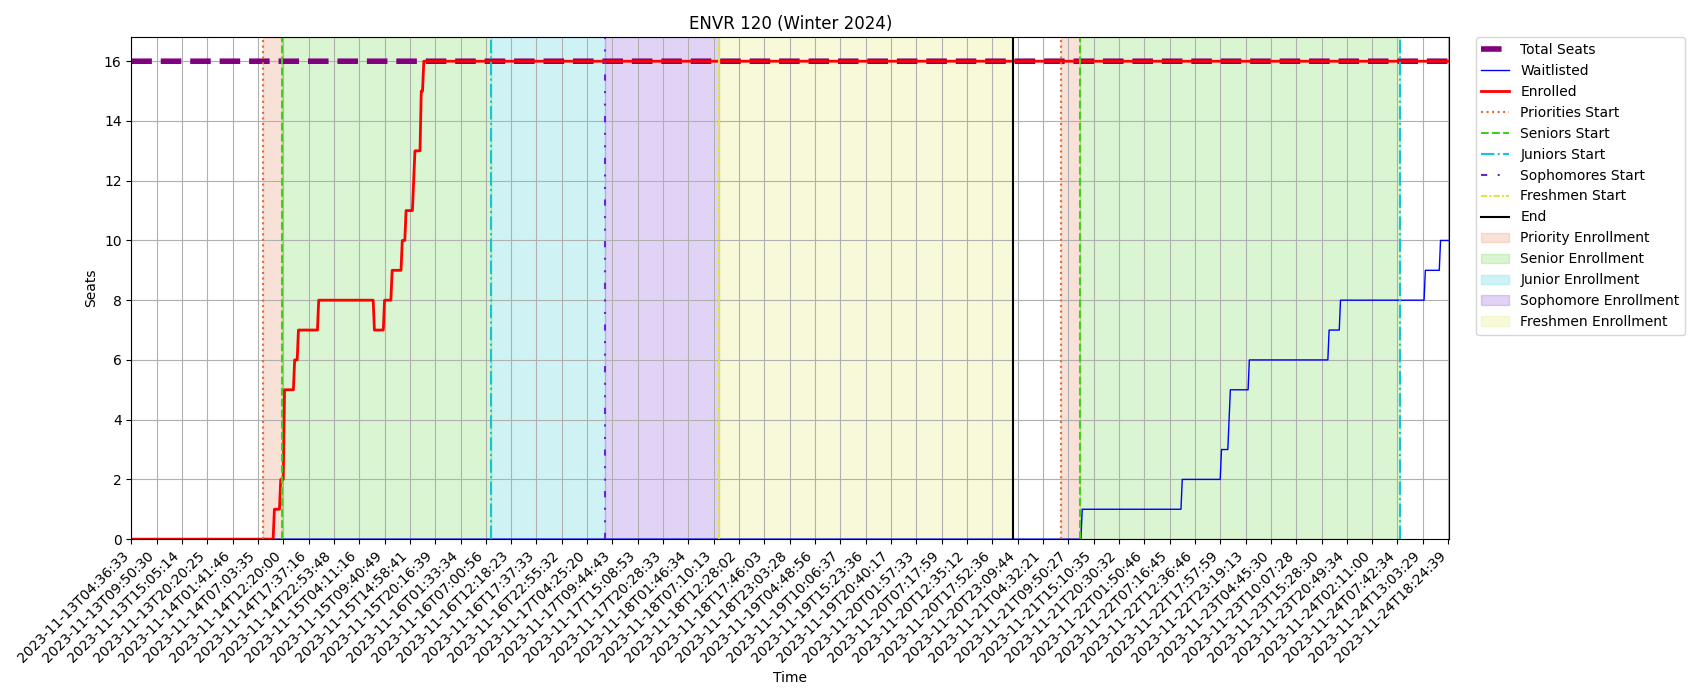 ENVR 120 (Winter 2024)
Seats
16
14
12
10
8
6
4
2
0
2023-11-13T04:36:33
2023-11-13T09:50:30
2023-11-13T15:05:14
2023-11-13T20:20:25
2023-11-14T01:41:46
2023-11-14T07:03:35
2023-11-14T12:20:00
2023-11-14T17:37:16
2023-11-14T22:53:48
2023-11-15T04:11:16
2023-11-15T09:40:49
2023-11-15T14:58:41
2023-11-15T20:16:39
2023-11-16T01:33:34
2023-11-16T07:00:56
2023-11-16T12:18:23
2023-11-16T17:37:33
2023-11-16T22:55:32
2023-11-17T04:25:20
2023-11-17T09:44:43
2023-11-17T15:08:53
2023-11-17T20:28:33
2023-11-18T01:46:34
2023-11-18T07:10:13
2023-11-18T12:28:02
2023-11-18T17:46:03
2023-11-18T23:03:28
2023-11-19T04:48:56
2023-11-19T10:06:37
2023-11-19T15:23:36
2023-11-19T20:40:17
2023-11-20T01:57:33
2023-11-20T07:17:59
2023-11-20T12:35:12
2023-11-20T17:52:36
2023-11-20T23:09:44
2023-11-21T04:32:21
2023-11-21T09:50:27
2023-11-21T15:10:35
2023-11-21T20:30:32
2023-11-22T01:50:46
2023-11-22T07:16:45
2023-11-22T12:36:46
2023-11-22T17:57:59
2023-11-22T23:19:13
2023-11-23T04:45:30
2023-11-23T10:07:28
2023-11-23T15:28:30
2023-11-23T20:49:34
2023-11-24T02:11:00
2023-11-24T07:42:34
2023-11-24T13:03:29
2023-11-24T18:24:39
Time
Total Seats
Waitlisted
Enrolled
Priorities Start
Seniors Start
Juniors Start
Sophomores Start
Freshmen Start
End
Priority Enrollment
Senior Enrollment
Junior Enrollment
Sophomore Enrollment
Freshmen Enrollment